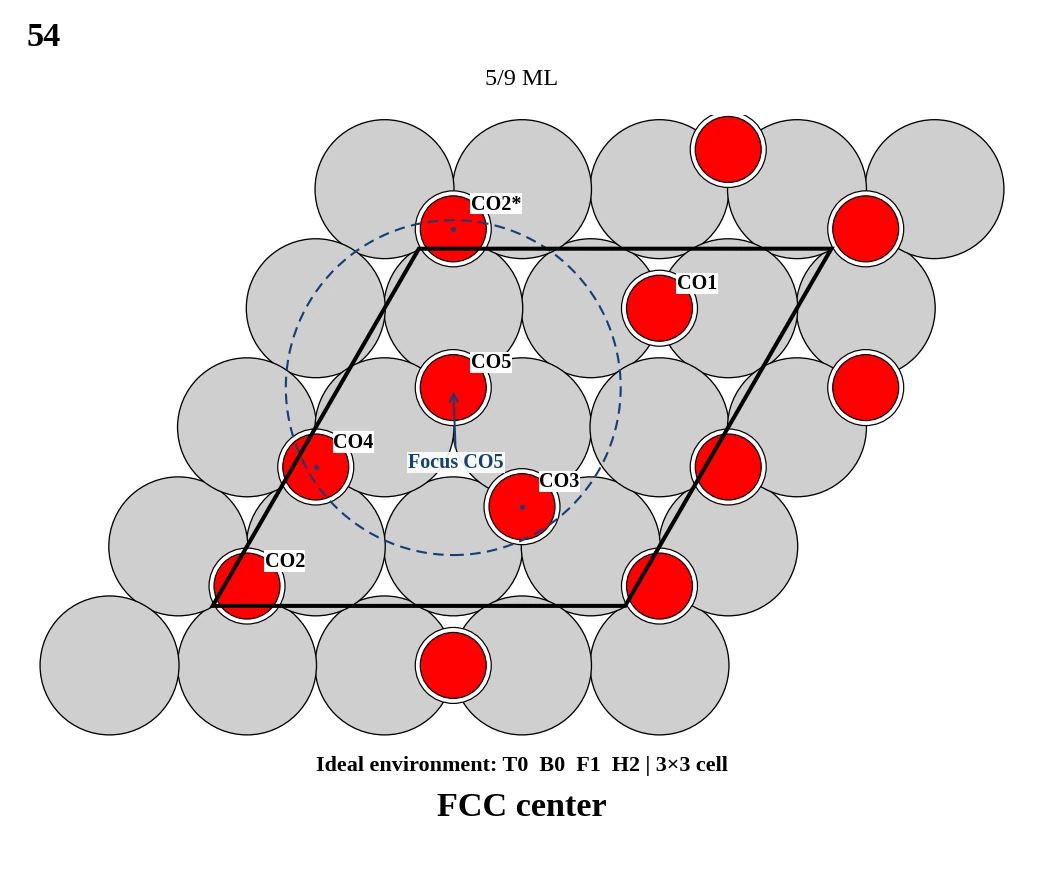 54
5/9 ML
CO2*
CO1
CO5
CO4
Focus CO5
CO3
CO2
Ideal environment: T0  B0  F1  H2 | 3×3 cell
FCC center